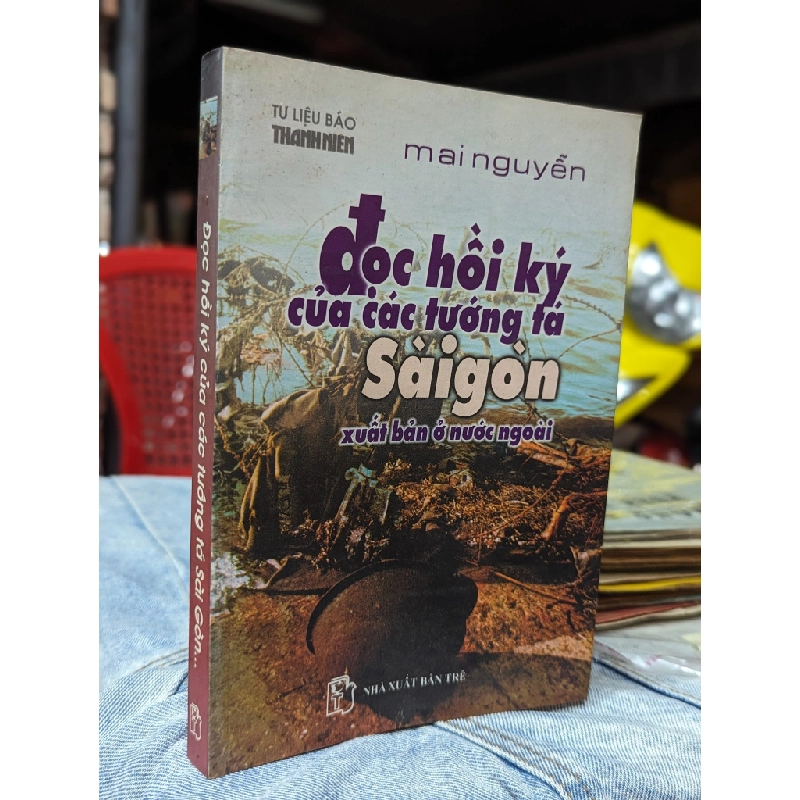 TƯ LIỆU BÁO
THANH NIÊN
mai nguyễn
đọc hồi ký
của các tướng tá
Sàigòn
xuất bản ở nước ngoài
NHÀ XUẤT BẢN TRẺ
ĐỌC HỒI KÝ CỦA CÁC TƯỚNG TÁ SÀI GÒN...